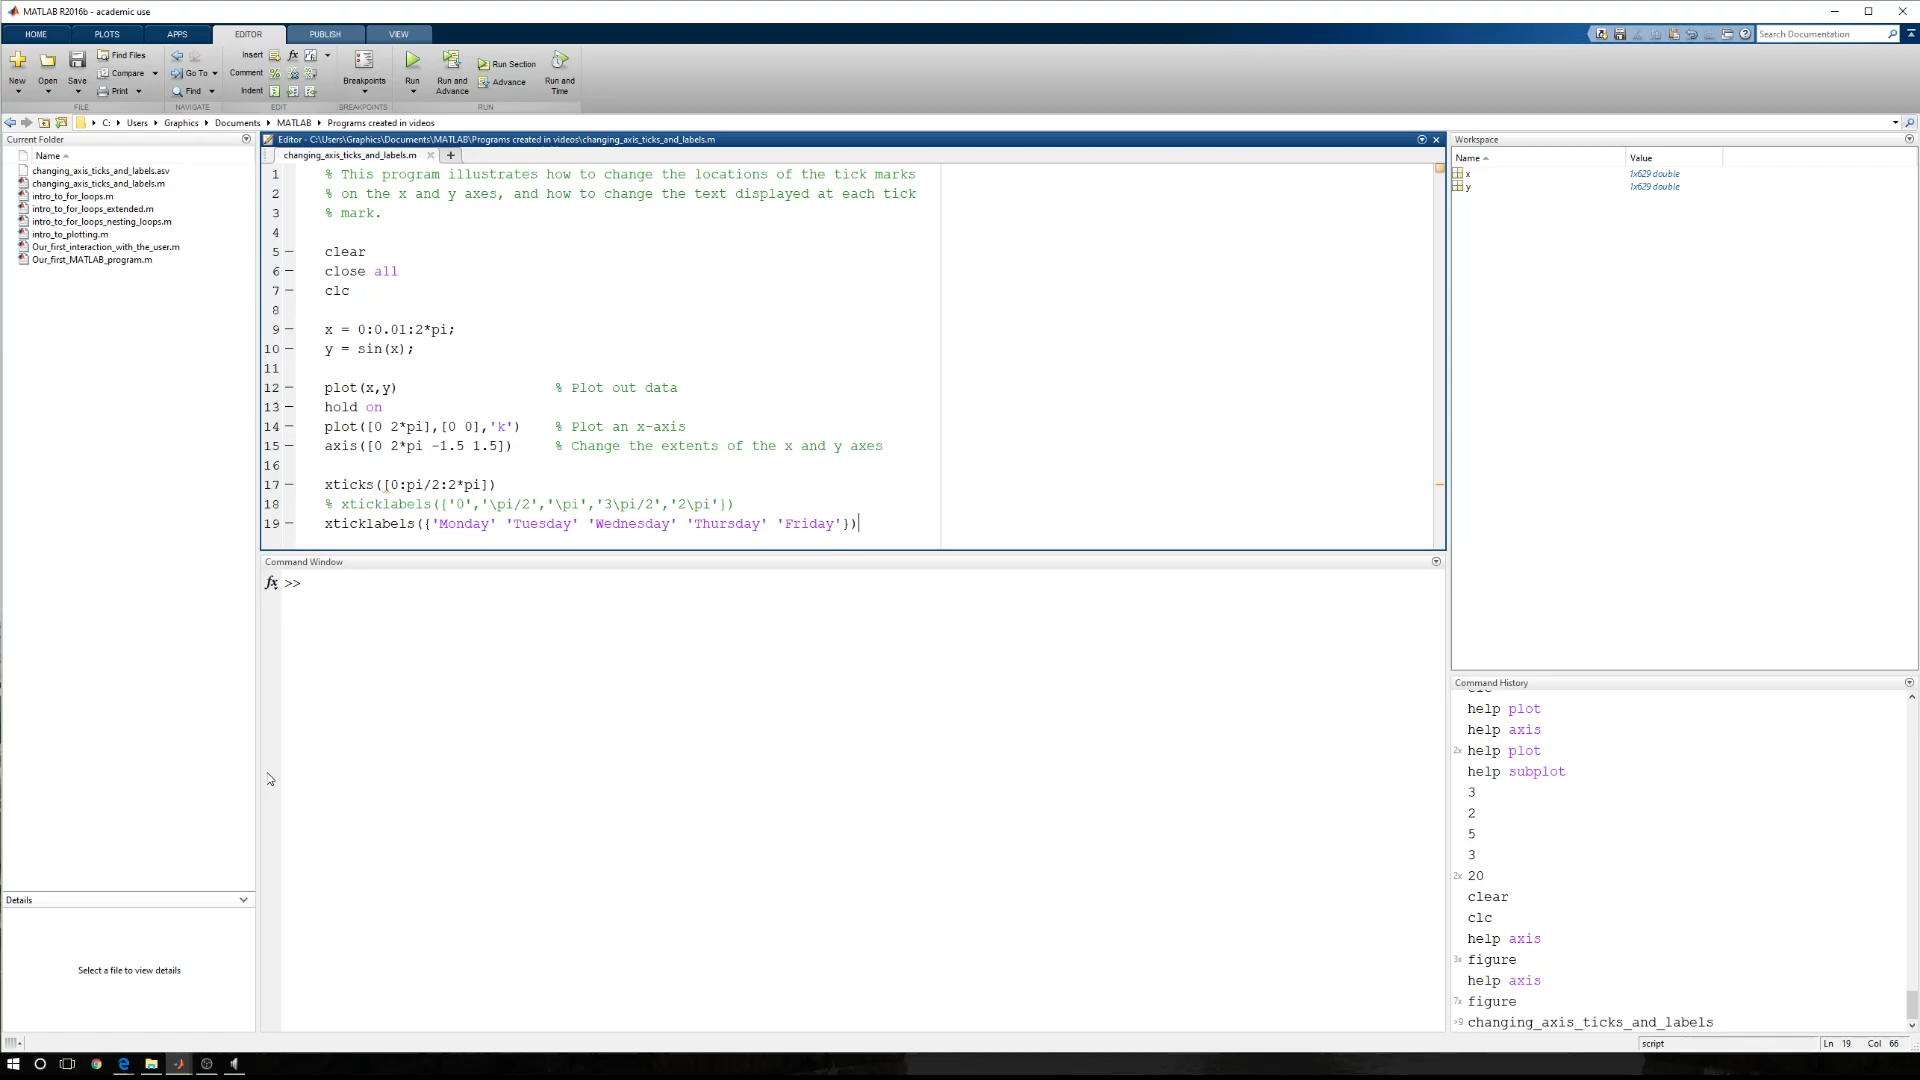 MATLAB R2016b - academic use
HOME PLOTS APPS EDITOR PUBLISH VIEW
Search Documentation
New
Open
Save
Find Files
Compare
Print
FILE
Go To
Find
NAVIGATE
Insert
Comment
Indent
EDIT
Breakpoints
BREAKPOINTS
Run
Run and Advance
Run Section
Advance
Run and Time
RUN
C: Users Graphics Documents MATLAB Programs created in videos
Current Folder
Name
changing_axis_ticks_and_labels.asv
changing_axis_ticks_and_labels.m
intro_to_for_loops.m
intro_to_for_loops_extended.m
intro_to_for_loops_nesting_loops.m
intro_to_plotting.m
Our_first_interaction_with_the_user.m
Our_first_MATLAB_program.m
Details
Select a file to view details
Editor - C:\Users\Graphics\Documents\MATLAB\Programs created in videos\changing_axis_ticks_and_labels.m
changing_axis_ticks_and_labels.m
1 % This program illustrates how to change the locations of the tick marks
2 % on the x and y axes, and how to change the text displayed at each tick
3 % mark.
4
5 clear
6 close all
7 clc
8
9 x = 0:0.01:2*pi;
10 y = sin(x);
11
12 plot(x,y) % Plot out data
13 hold on
14 plot([0 2*pi],[0 0],'k') % Plot an x-axis
15 axis([0 2*pi -1.5 1.5]) % Change the extents of the x and y axes
16
17 xticks([0:pi/2:2*pi])
18 % xticklabels({'0','\pi/2','\pi','3\pi/2','2\pi'})
19 xticklabels({'Monday' 'Tuesday' 'Wednesday' 'Thursday' 'Friday'})
Command Window
fx >>
Workspace
Name Value
x 1x629 double
y 1x629 double
Command History
clc
help plot
help axis
2x help plot
help subplot
3
2
5
3
2x 20
clear
clc
help axis
3x figure
help axis
7x figure
>9 changing_axis_ticks_and_labels
script Ln 19 Col 66